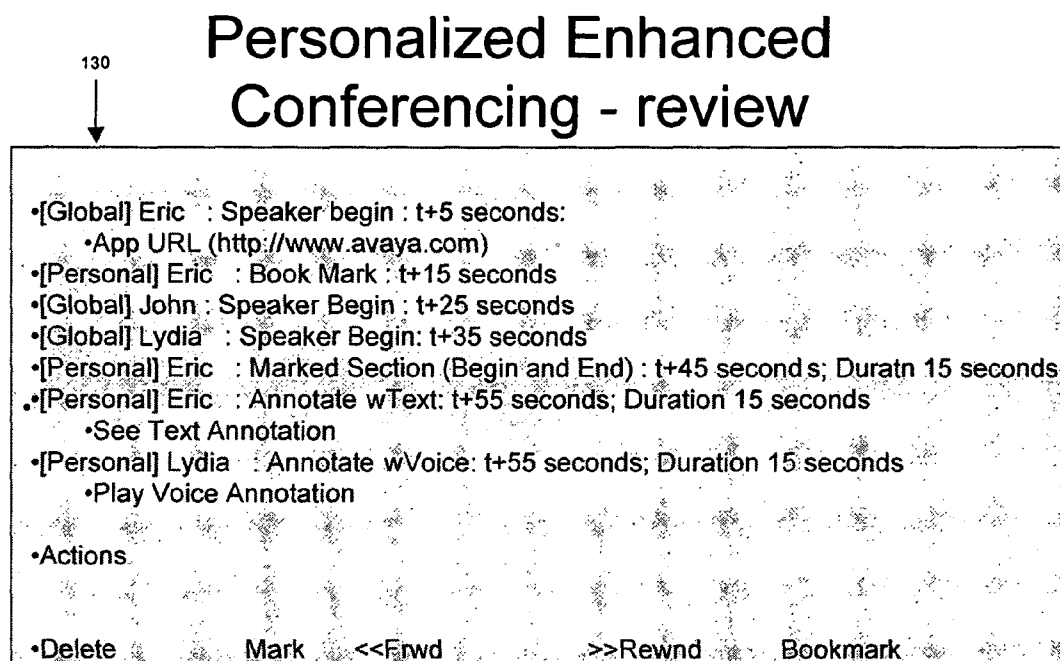 Personalized Enhanced
Conferencing - review
130
•[Global] Eric : Speaker begin : t+5 seconds:
•App URL (http://www.avaya.com)
•[Personal] Eric : Book Mark : t+15 seconds
•[Global] John : Speaker Begin : t+25 seconds
•[Global] Lydia : Speaker Begin: t+35 seconds
•[Personal] Eric : Marked Section (Begin and End) : t+45 seconds; Duratn 15 seconds
•[Personal] Eric : Annotate wText: t+55 seconds; Duration 15 seconds
•See Text Annotation
•[Personal] Lydia : Annotate wVoice: t+55 seconds; Duration 15 seconds
•Play Voice Annotation
•Actions
•Delete Mark <<Frwd >>Rewnd Bookmark